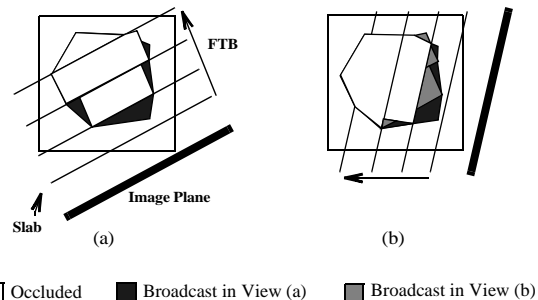 FTB
Image Plane
Slab
(a)
(b)
Occluded
Broadcast in View (a)
Broadcast in View (b)